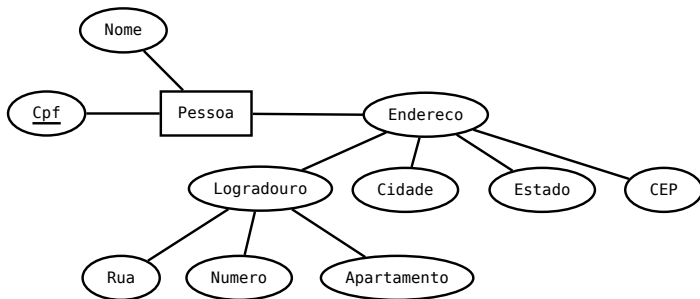 Nome
Cpf
Pessoa
Endereco
Logradouro
Cidade
Estado
CEP
Rua
Numero
Apartamento